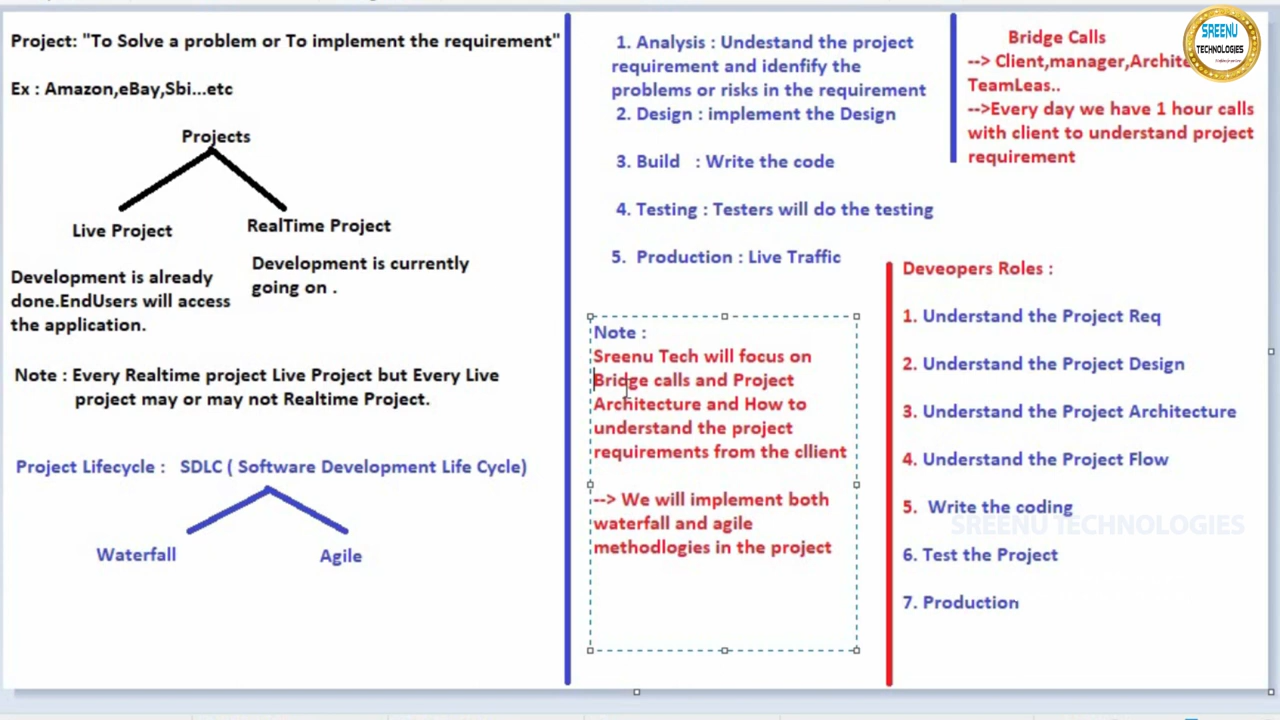 Project: "To Solve a problem or To implement the requirement"
Ex : Amazon,eBay,Sbi...etc
Projects
Live Project
RealTime Project
Development is already
done.EndUsers will access
the application.
Development is currently
going on .
Note : Every Realtime project Live Project but Every Live
project may or may not Realtime Project.
Project Lifecycle :   SDLC ( Software Development Life Cycle)
Waterfall
Agile
1. Analysis : Undestand the project
requirement and idenfify the
problems or risks in the requirement
2. Design : implement the Design
3. Build   : Write the code
4. Testing : Testers will do the testing
5.  Production : Live Traffic
Note :
Sreenu Tech will focus on
Bridge calls and Project
Architecture and How to
understand the project
requirements from the cllient
--> We will implement both
waterfall and agile
methodlogies in the project
Bridge Calls
--> Client,manager,Archite
TeamLeas..
-->Every day we have 1 hour calls
with client to understand project
requirement
SREENU
TECHNOLOGIES
Deveopers Roles :
1. Understand the Project Req
2. Understand the Project Design
3. Understand the Project Architecture
4. Understand the Project Flow
5.  Write the coding
SREENU TECHNOLOGIES
6. Test the Project
7. Production